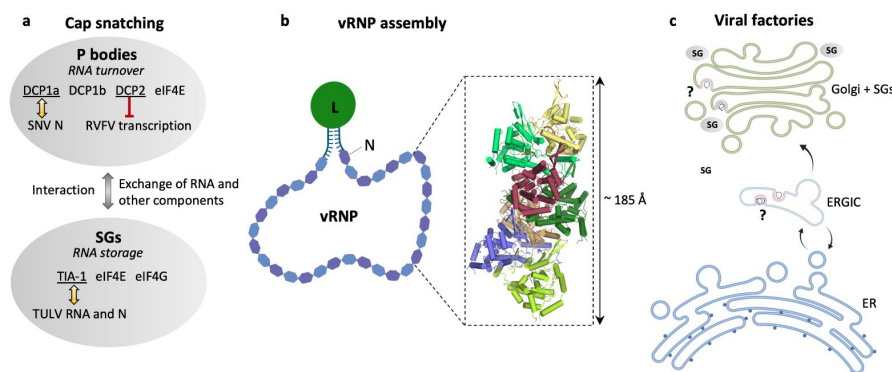 a Cap snatching
P bodies
RNA turnover
DCP1a DCP1b DCP2 eIF4E
SNV N RVFV transcription
Interaction
Exchange of RNA and
other components
SGs
RNA storage
TIA-1 eIF4E eIF4G
TULV RNA and N
b vRNP assembly
L
N
vRNP
~ 185 Å
c Viral factories
SG
SG
?
Golgi + SGs
SG
SG
ERGIC
?
ER